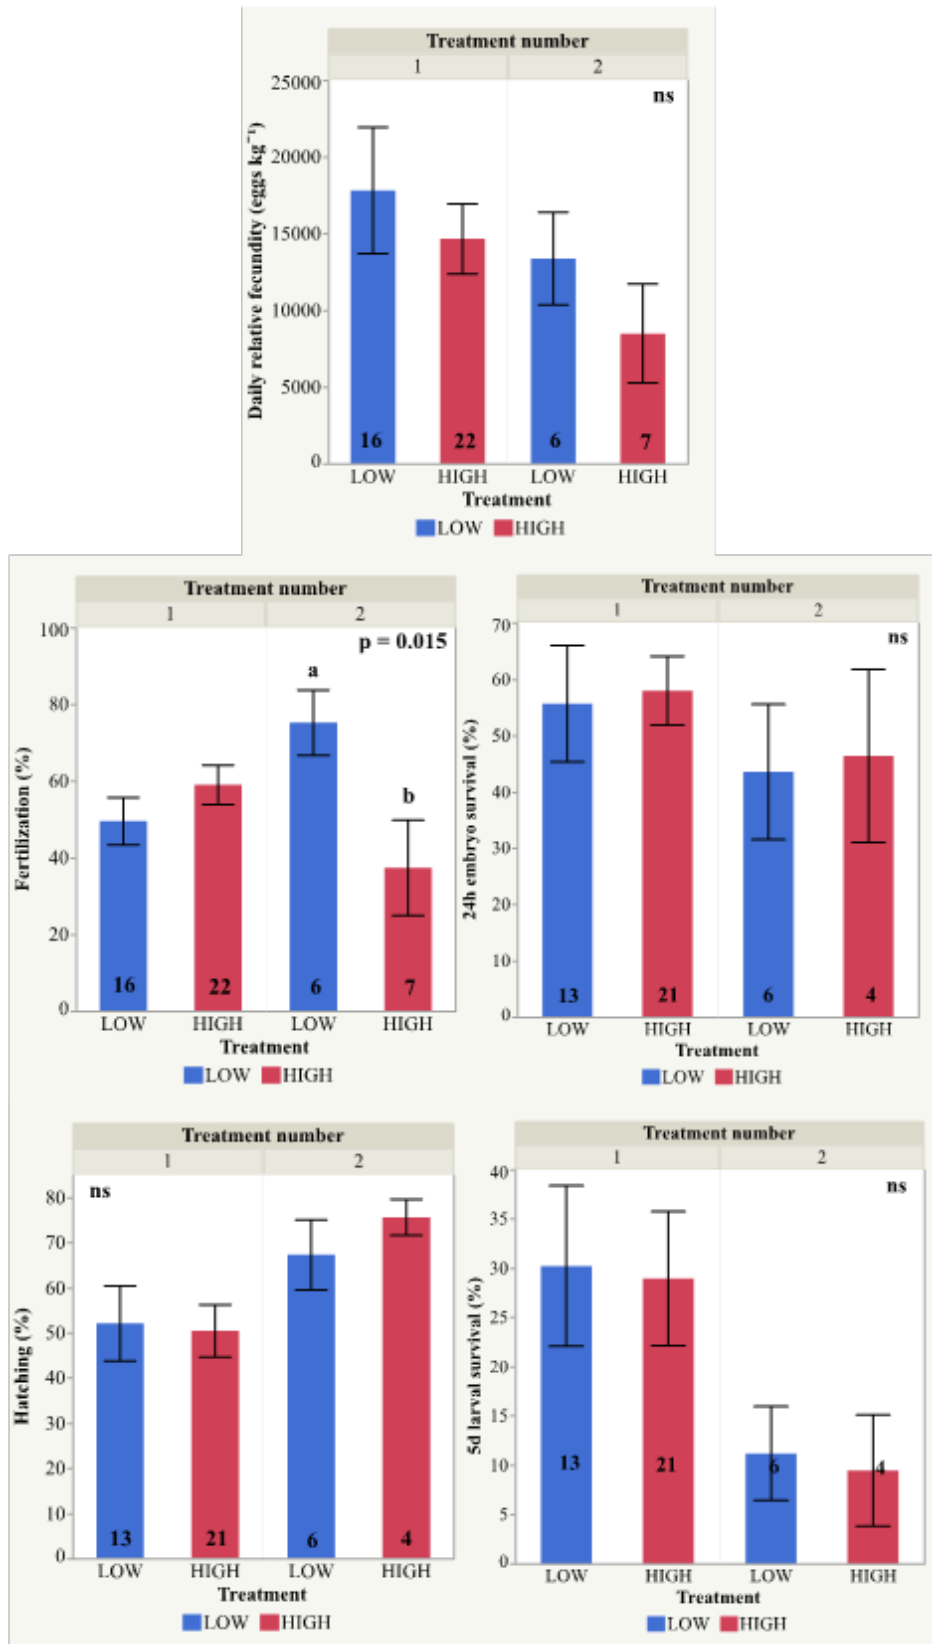 Treatment number
1 2
25000
ns
20000
15000
10000
5000
0
Daily relative fecundity (eggs kg⁻¹)
16 22 6 7
LOW HIGH LOW HIGH
Treatment
LOW HIGH
Treatment number
1 2
100
p = 0.015
80
60
40
20
0
Fertilization (%)
a
b
16 22 6 7
LOW HIGH LOW HIGH
Treatment
LOW HIGH
Treatment number
1 2
70
ns
60
50
40
30
20
10
0
24h embryo survival (%)
13 21 6 4
LOW HIGH LOW HIGH
Treatment
LOW HIGH
Treatment number
1 2
ns
80
70
60
50
40
30
20
10
0
Hatching (%)
13 21 6 4
LOW HIGH LOW HIGH
Treatment
LOW HIGH
Treatment number
1 2
40
ns
35
30
25
20
15
10
5
0
5d larval survival (%)
13 21 6 4
LOW HIGH LOW HIGH
Treatment
LOW HIGH